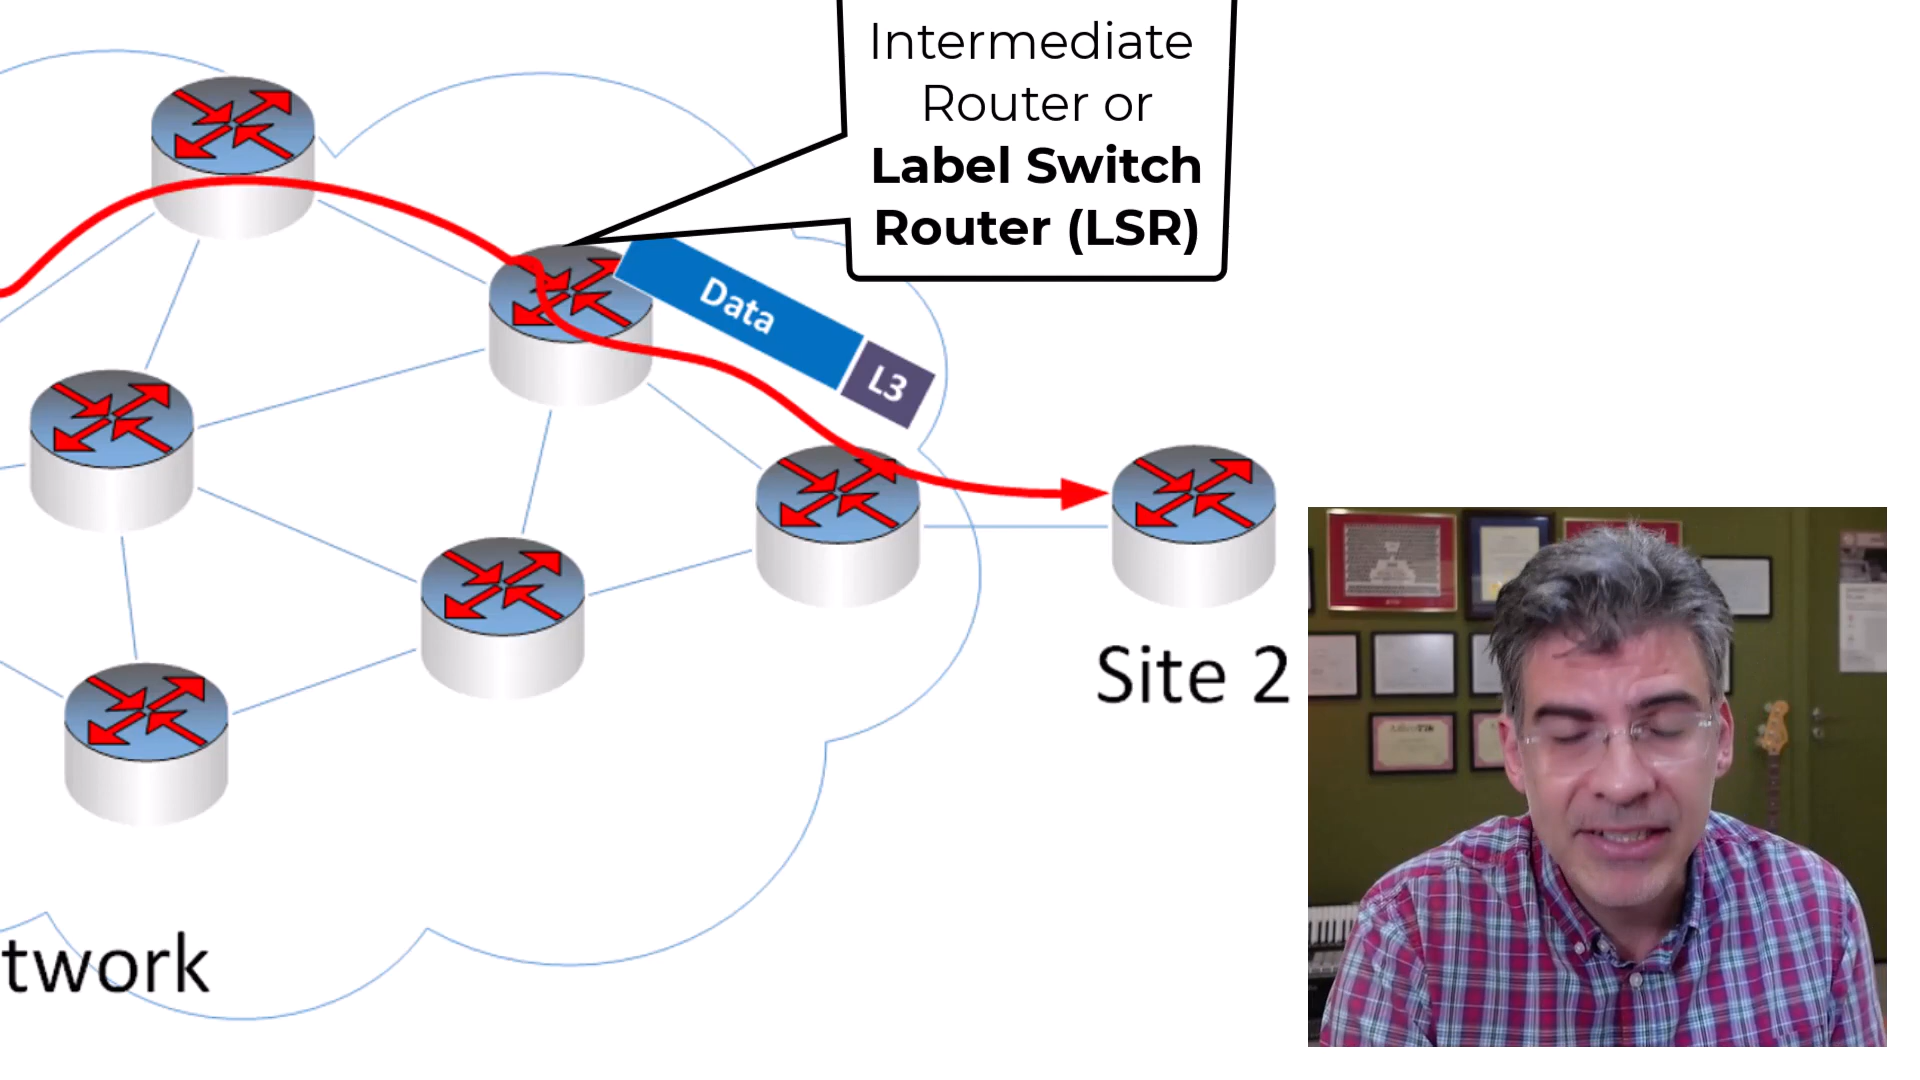 Intermediate
Router or
Label Switch
Router (LSR)
Data
L3
Site 2
twork